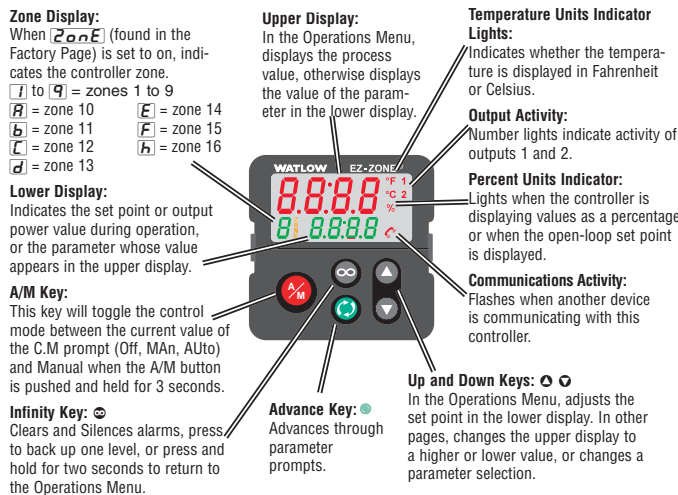 Zone Display:
When [ZonE] (found in the
Factory Page) is set to on, indi-
cates the controller zone.
[1] to [9] = zones 1 to 9
[A] = zone 10
[b] = zone 11
[C] = zone 12
[d] = zone 13
[E] = zone 14
[F] = zone 15
[h] = zone 16
Lower Display:
Indicates the set point or output
power value during operation,
or the parameter whose value
appears in the upper display.
A/M Key:
This key will toggle the control
mode between the current value of
the C.M prompt (Off, MAn, AUto)
and Manual when the A/M button
is pushed and held for 3 seconds.
Infinity Key: ∞
Clears and Silences alarms, press
to back up one level, or press and
hold for two seconds to return to
the Operations Menu.
Upper Display:
In the Operations Menu,
displays the process
value, otherwise displays
the value of the param-
eter in the lower display.
WATLOW EZ-ZONE
8.8.8.8
°F 1
°C 2
%
8 8.8.8.8
A/M
∞
Advance Key:
Advances through
parameter
prompts.
Temperature Units Indicator
Lights:
Indicates whether the tempera-
ture is displayed in Fahrenheit
or Celsius.
Output Activity:
Number lights indicate activity of
outputs 1 and 2.
Percent Units Indicator:
Lights when the controller is
displaying values as a percentage
or when the open-loop set point
is displayed.
Communications Activity:
Flashes when another device
is communicating with this
controller.
Up and Down Keys:
In the Operations Menu, adjusts the
set point in the lower display. In other
pages, changes the upper display to
a higher or lower value, or changes a
parameter selection.